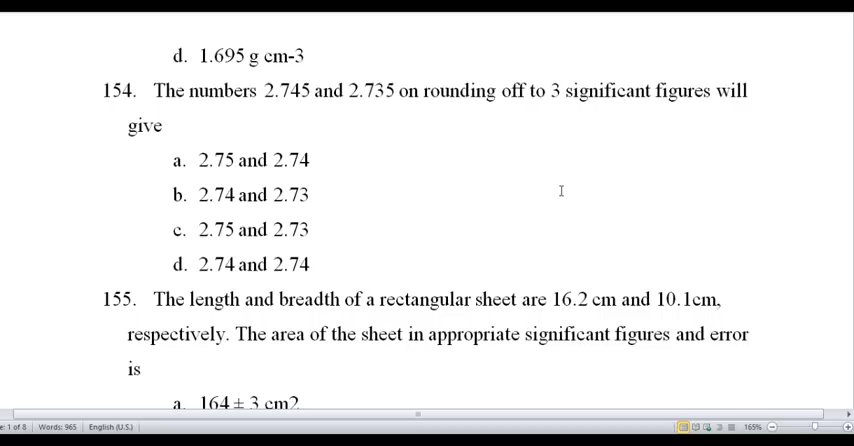 d. 1.695 g cm-3
154. The numbers 2.745 and 2.735 on rounding off to 3 significant figures will
give
a. 2.75 and 2.74
b. 2.74 and 2.73
c. 2.75 and 2.73
d. 2.74 and 2.74
155. The length and breadth of a rectangular sheet are 16.2 cm and 10.1cm,
respectively. The area of the sheet in appropriate significant figures and error
is
a. 164 ± 3 cm2
e: 1 of 8 Words: 965 English (U.S.) 165%